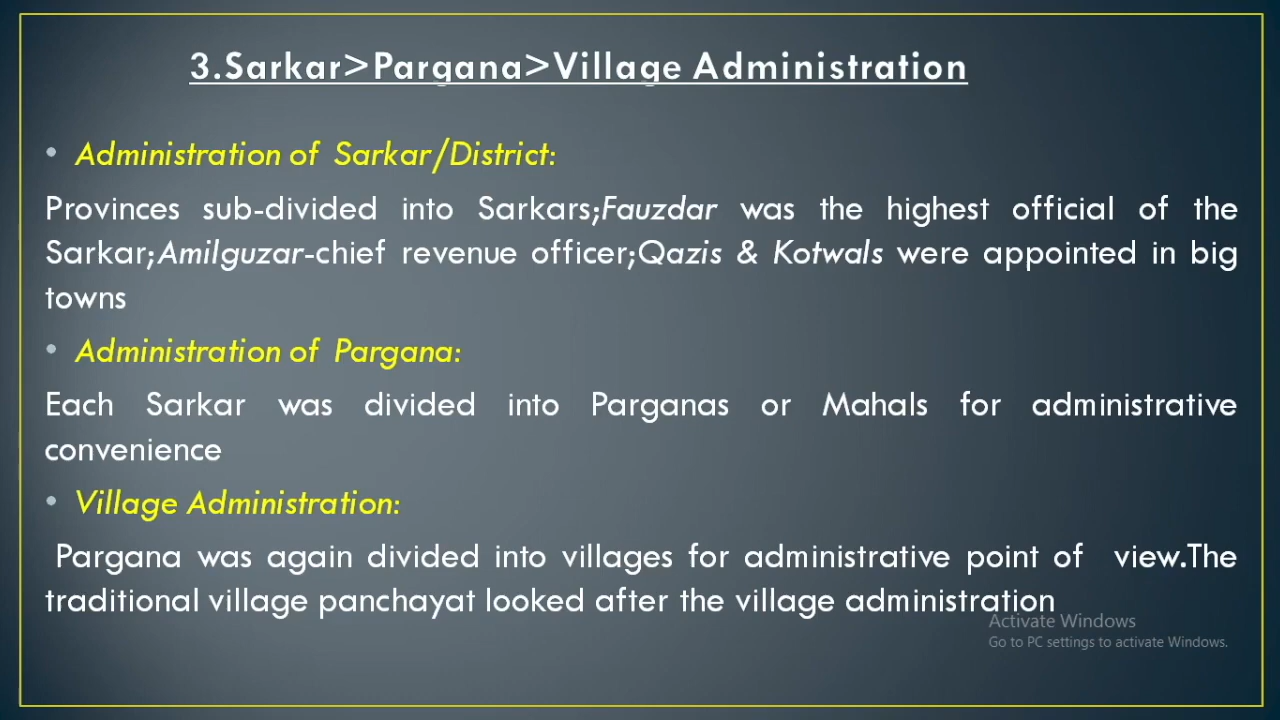 3.Sarkar>Pargana>Village Administration
• Administration of Sarkar/District:
Provinces sub-divided into Sarkars;Fauzdar was the highest official of the
Sarkar;Amilguzar-chief revenue officer;Qazis & Kotwals were appointed in big
towns
• Administration of Pargana:
Each Sarkar was divided into Parganas or Mahals for administrative
convenience
• Village Administration:
Pargana was again divided into villages for administrative point of view.The
traditional village panchayat looked after the village administration
Activate Windows
Go to PC settings to activate Windows.